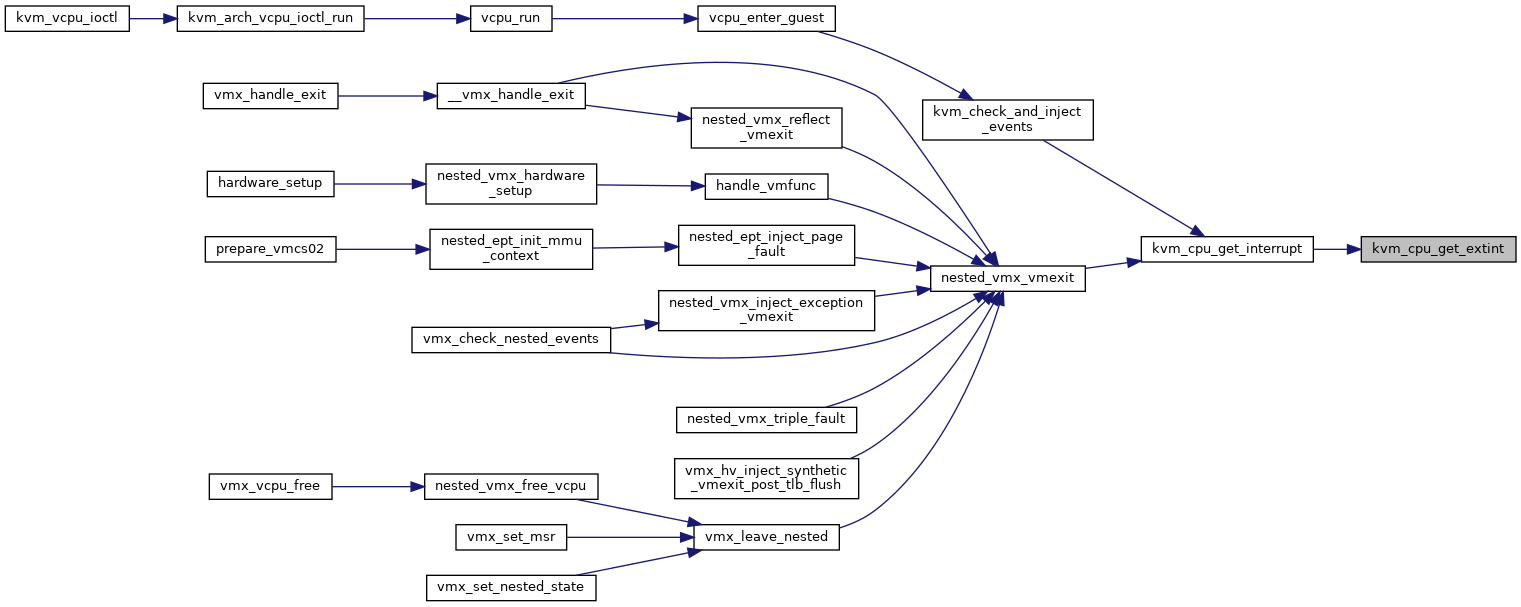 kvm_vcpu_ioctl
kvm_arch_vcpu_ioctl_run
vcpu_run
vcpu_enter_guest
vmx_handle_exit
__vmx_handle_exit
kvm_check_and_inject
_events
nested_vmx_reflect
_vmexit
hardware_setup
nested_vmx_hardware
_setup
handle_vmfunc
prepare_vmcs02
nested_ept_init_mmu
_context
nested_ept_inject_page
_fault
kvm_cpu_get_interrupt
kvm_cpu_get_extint
nested_vmx_vmexit
nested_vmx_inject_exception
_vmexit
vmx_check_nested_events
nested_vmx_triple_fault
vmx_hv_inject_synthetic
_vmexit_post_tlb_flush
vmx_vcpu_free
nested_vmx_free_vcpu
vmx_set_msr
vmx_leave_nested
vmx_set_nested_state